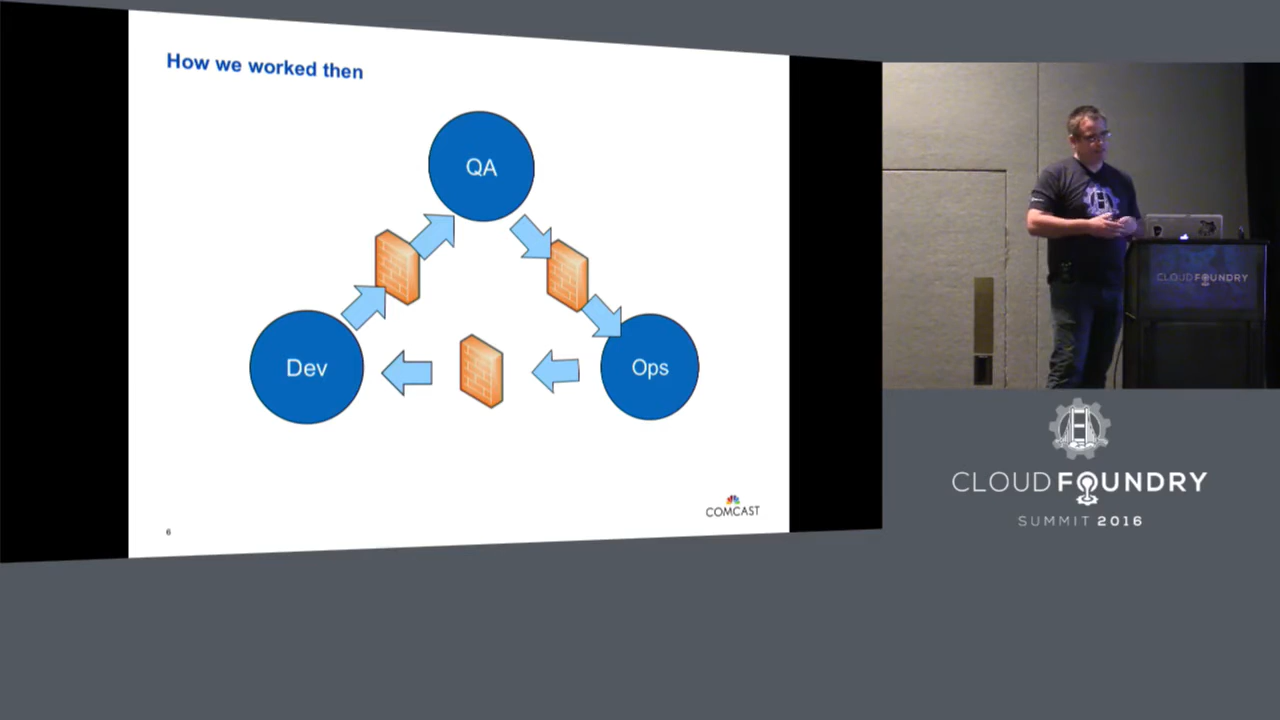 How we worked then
QA
Dev
Ops
COMCAST
6
CLOUDFOUNDRY
CLOUD FOUNDRY
SUMMIT 2016